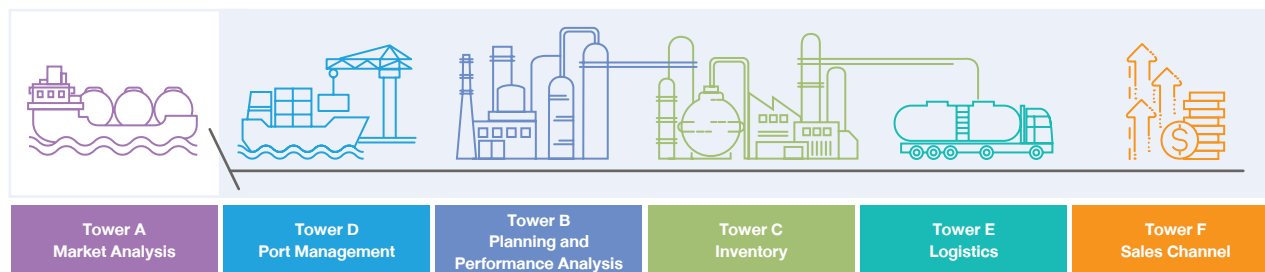 Tower A
Market Analysis
Tower D
Port Management
Tower B
Planning and
Performance Analysis
Tower C
Inventory
Tower E
Logistics
$
Tower F
Sales Channel